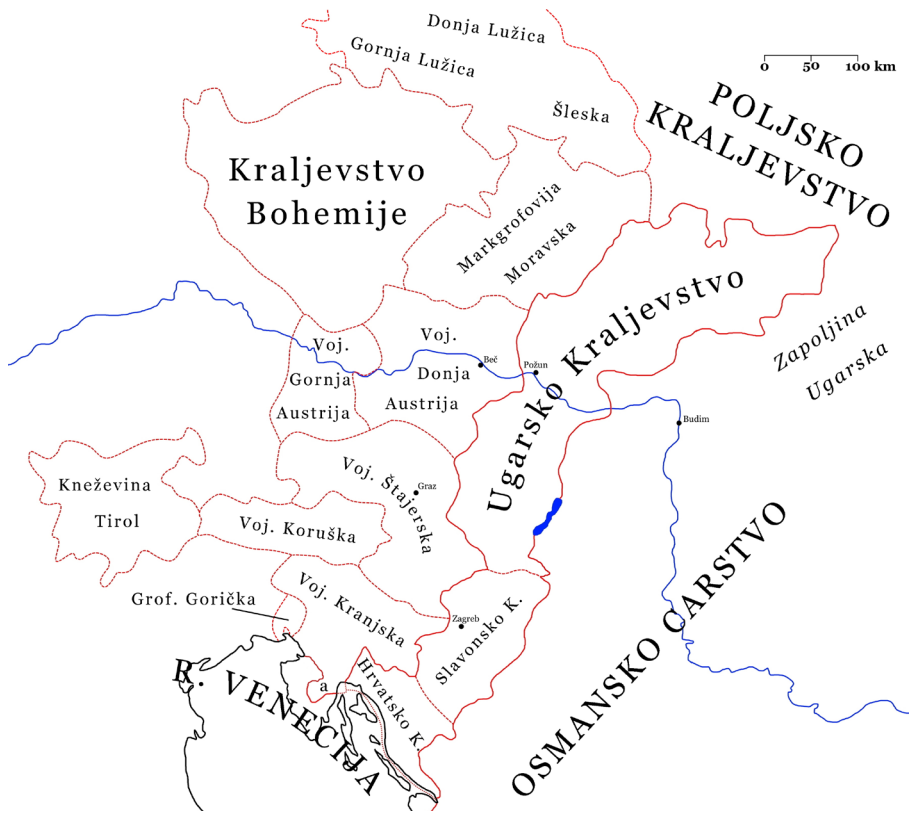 Donja Lužica
Gornja Lužica
0 50 100 km
Šleska
POLJSKO
KRALJEVSTVO
Kraljevstvo
Bohemije
Markgrofovija
Moravska
Ugarsko Kraljevstvo
Zapoljina
Ugarska
Voj.
Gornja
Austrija
Voj.
Donja
Austrija
Beč
Požun
Budim
Kneževina
Tirol
Voj. Štajerska
Graz
Voj. Koruška
Grof. Gorička
Voj. Kranjska
Zagreb
Slavonsko K.
Hrvatsko K.
a
R. VENECIJA
OSMANSKO CARSTVO